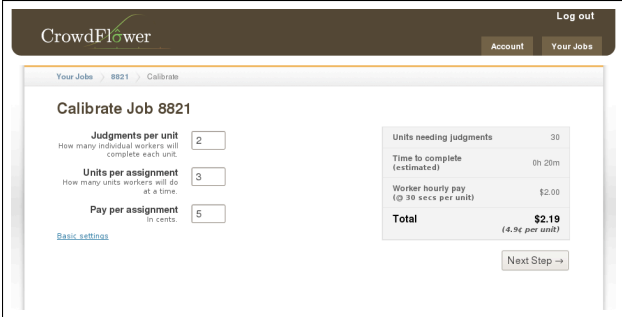 Log out
CrowdFlower
Account Your Jobs
Your Jobs 8821 Calibrate
Calibrate Job 8821
Judgments per unit 2
How many individual workers will
complete each unit.
Units per assignment 3
How many units workers will do
at a time.
Pay per assignment 5
In cents.
Basic settings
Units needing judgments 30
Time to complete
(estimated) 0h 20m
Worker hourly pay
(@ 30 secs per unit) $2.00
Total $2.19
(4.9¢ per unit)
Next Step →